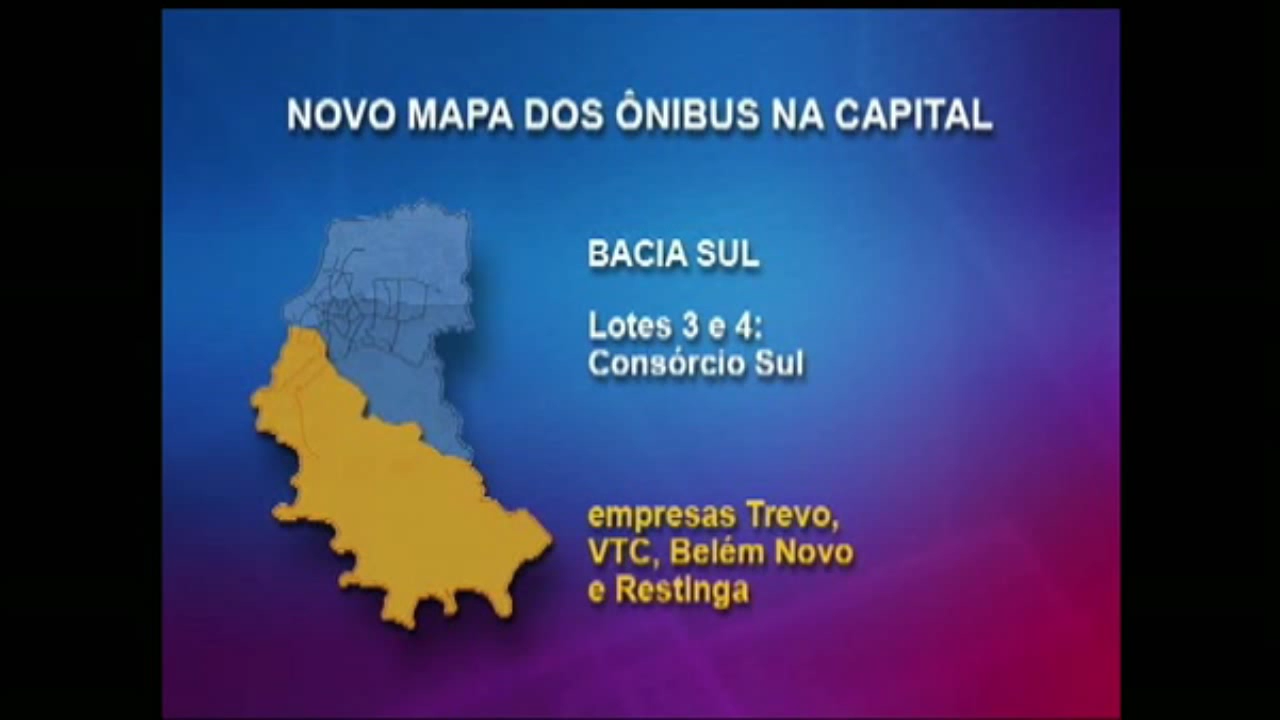 NOVO MAPA DOS ÔNIBUS NA CAPITAL
BACIA SUL
Lotes 3 e 4:
Consórcio Sul
empresas Trevo,
VTC, Belém Novo
e Restinga